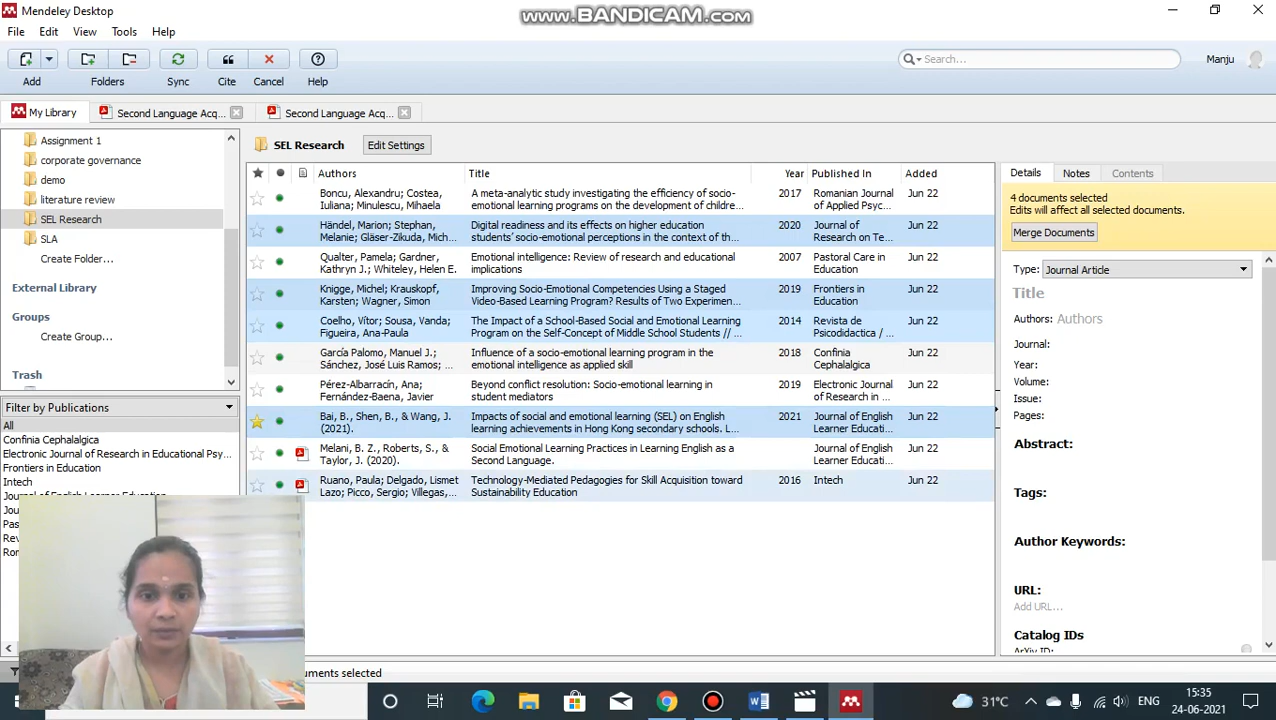 Mendeley Desktop
www.BANDICAM.com
File Edit View Tools Help
Search...
Manju
Add Folders Sync Cite Cancel Help
My Library
Second Language Acq...
Second Language Acq...
Assignment 1
corporate governance
demo
literature review
SEL Research
SLA
Create Folder...
External Library
Groups
Create Group...
Trash
Filter by Publications
All
Confinia Cephalalgica
Electronic Journal of Research in Educational Psy...
Frontiers in Education
Intech
Journal of English Learner Education
Jou
Pas
Rev
Ror
SEL Research Edit Settings
Authors Title Year Published In Added
Boncu, Alexandru; Costea, A meta-analytic study investigating the efficiency of socio- 2017 Romanian Journal Jun 22
Iuliana; Minulescu, Mihaela emotional learning programs on the development of childre... of Applied Psyc...
Händel, Marion; Stephan, Digital readiness and its effects on higher education 2020 Journal of Jun 22
Melanie; Gläser-Zikuda, Mich... students' socio-emotional perceptions in the context of th... Research on Te...
Qualter, Pamela; Gardner, Emotional intelligence: Review of research and educational 2007 Pastoral Care in Jun 22
Kathryn J.; Whiteley, Helen E. implications Education
Knigge, Michel; Krauskopf, Improving Socio-Emotional Competencies Using a Staged 2019 Frontiers in Jun 22
Karsten; Wagner, Simon Video-Based Learning Program? Results of Two Experimen... Education
Coelho, Vítor; Sousa, Vanda; The Impact of a School-Based Social and Emotional Learning 2014 Revista de Jun 22
Figueira, Ana-Paula Program on the Self-Concept of Middle School Students // ... Psicodidactica / ...
García Palomo, Manuel J.; Influence of a socio-emotional learning program in the 2018 Confinia Jun 22
Sánchez, José Luis Ramos; ... emotional intelligence as applied skill Cephalalgica
Pérez-Albarracín, Ana; Beyond conflict resolution: Socio-emotional learning in 2019 Electronic Journal Jun 22
Fernández-Baena, Javier student mediators of Research in ...
Bai, B., Shen, B., & Wang, J. Impacts of social and emotional learning (SEL) on English 2021 Journal of English Jun 22
(2021). learning achievements in Hong Kong secondary schools. L... Learner Educati...
Melani, B. Z., Roberts, S., & Social Emotional Learning Practices in Learning English as a Journal of English Jun 22
Taylor, J. (2020). Second Language. Learner Educati...
Ruano, Paula; Delgado, Lismet Technology-Mediated Pedagogies for Skill Acquisition toward 2016 Intech Jun 22
Lazo; Picco, Sergio; Villegas,... Sustainability Education
uments selected
Details Notes Contents
4 documents selected
Edits will affect all selected documents.
Merge Documents
Type: Journal Article
Title
Authors: Authors
Journal:
Year:
Volume:
Issue:
Pages:
Abstract:
Tags:
Author Keywords:
URL:
Add URL...
Catalog IDs
ArXiv ID:
31°C
ENG
15:35
24-06-2021